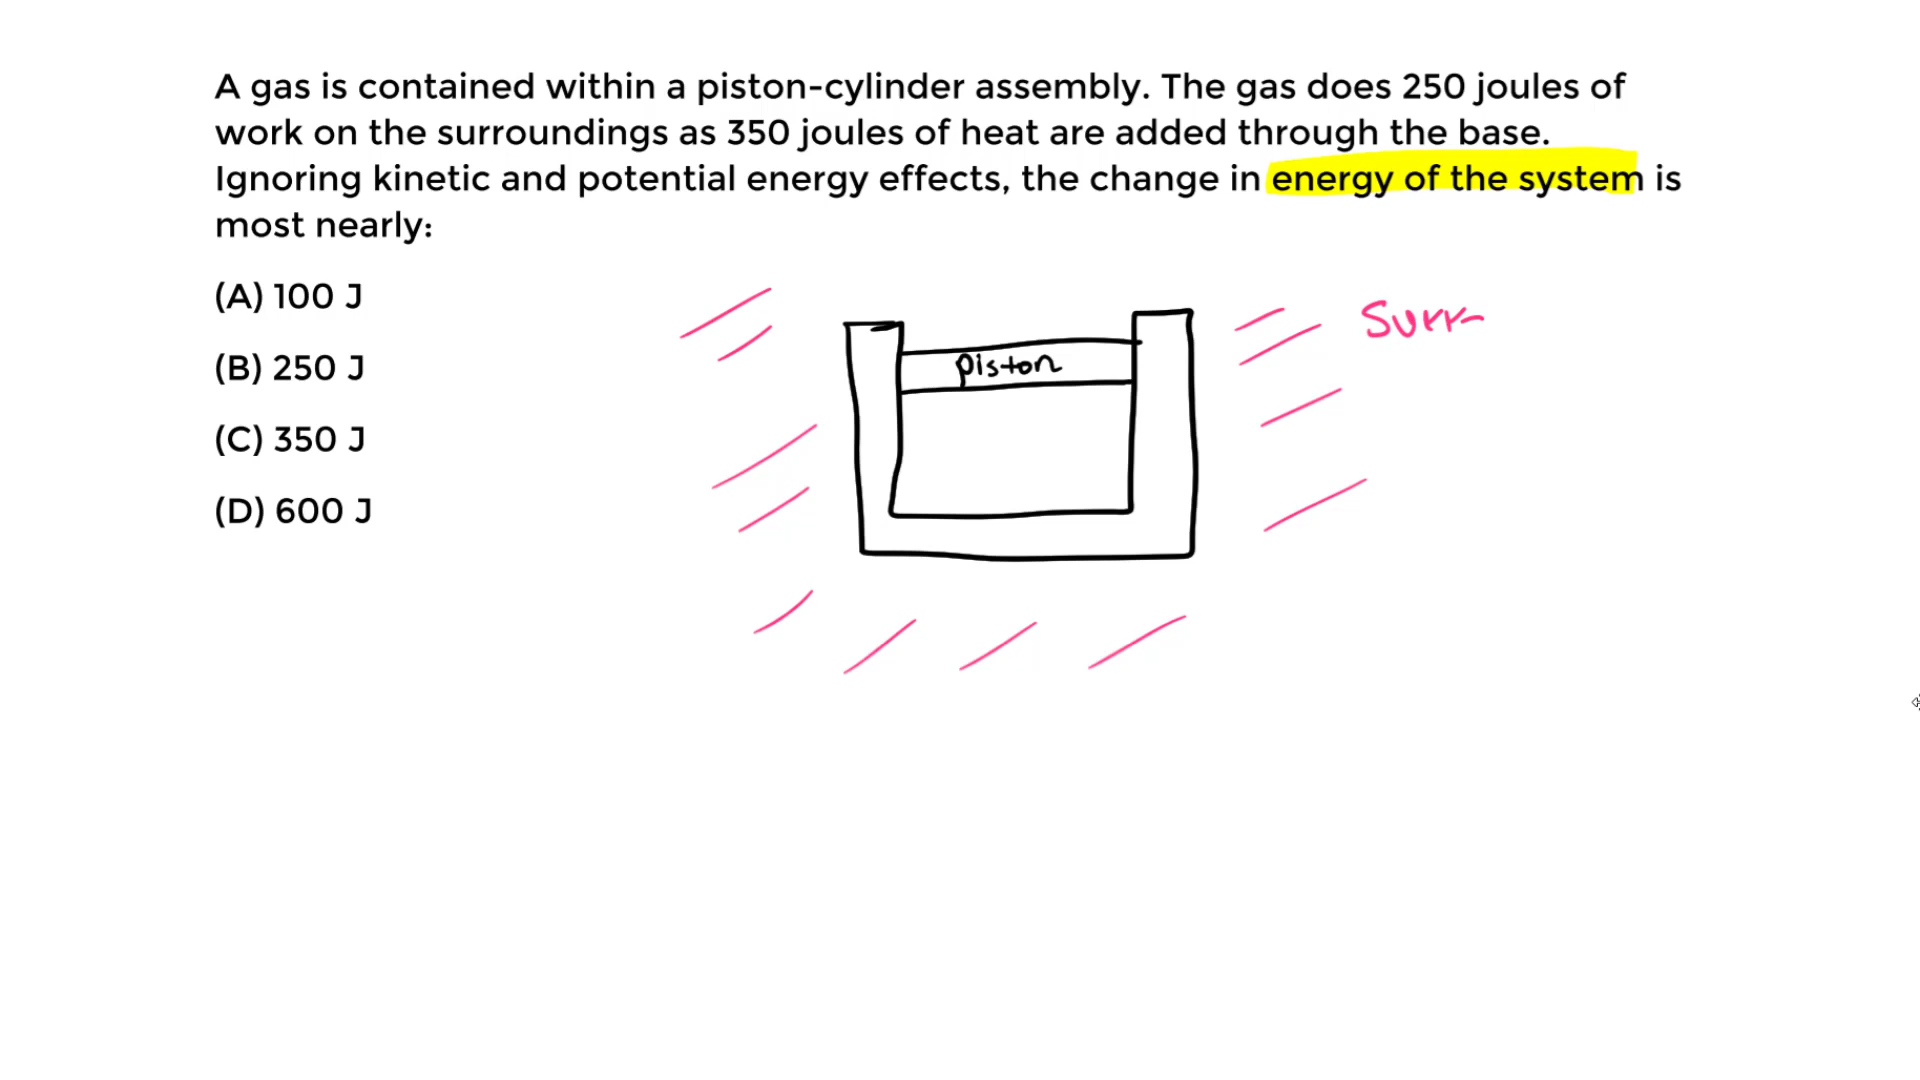 A gas is contained within a piston-cylinder assembly. The gas does 250 joules of
work on the surroundings as 350 joules of heat are added through the base.
Ignoring kinetic and potential energy effects, the change in energy of the system is
most nearly:
(A) 100 J
(B) 250 J
(C) 350 J
(D) 600 J
piston
Surr